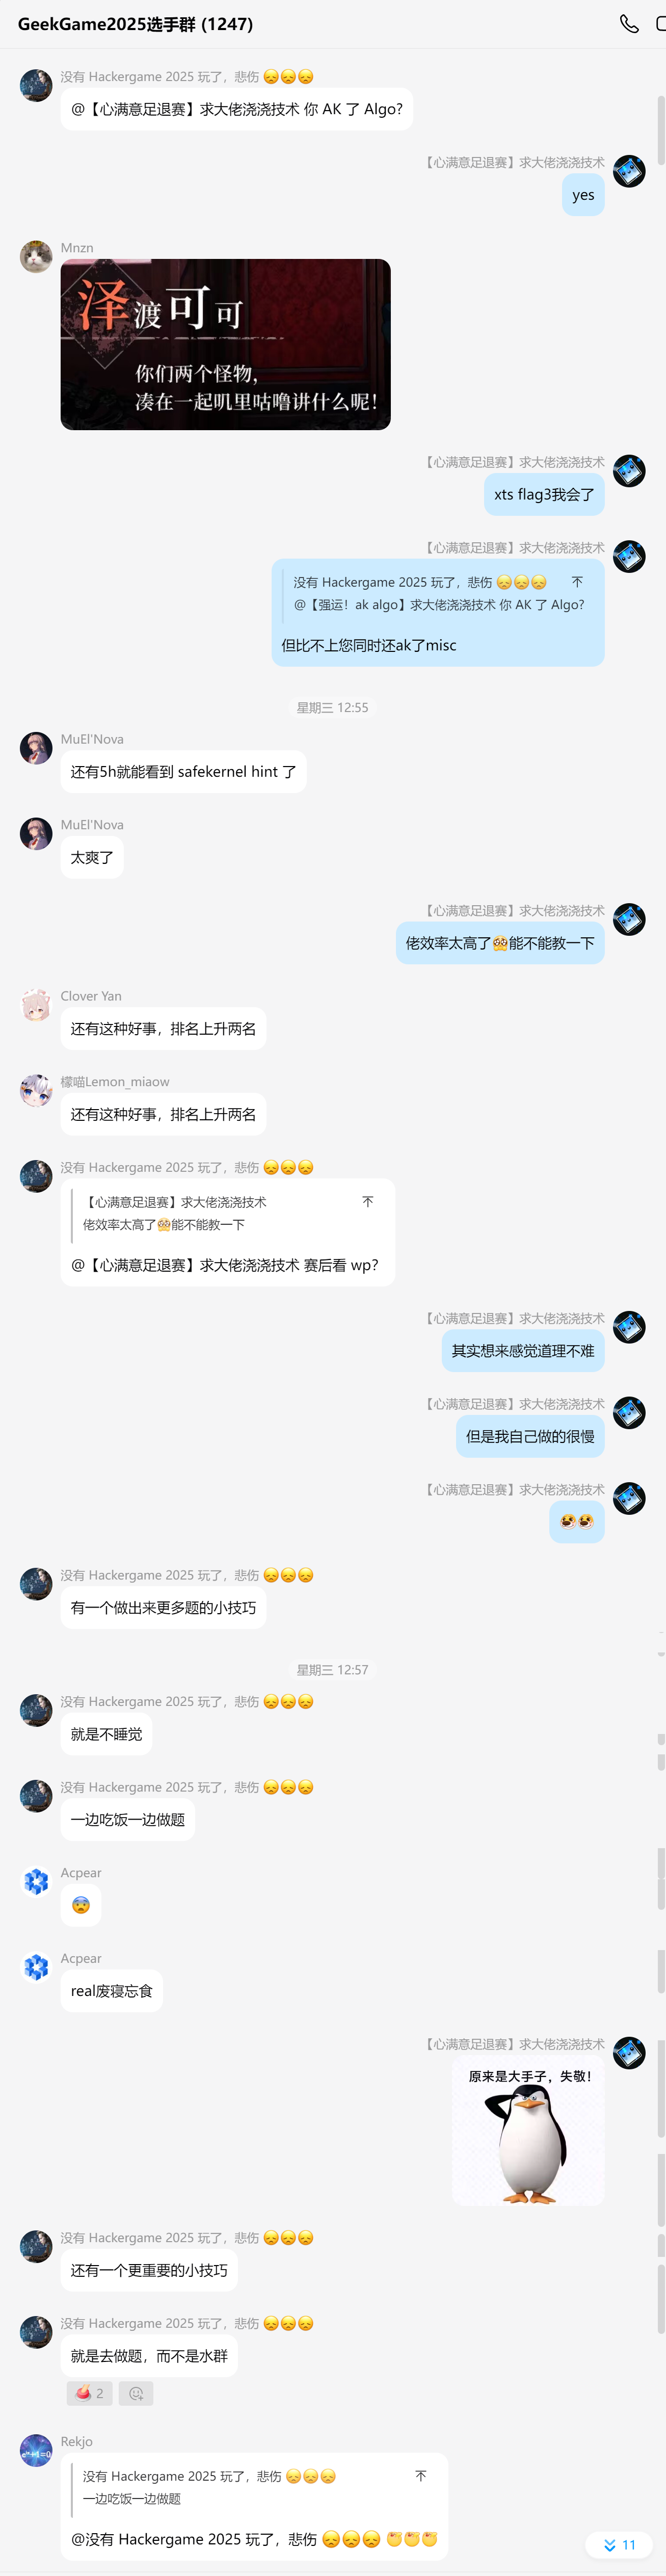 GeekGame2025选手群 (1247)
没有 Hackergame 2025 玩了，悲伤 😞😞😞
@【心满意足退赛】求大佬浇浇技术 你 AK 了 Algo?
【心满意足退赛】求大佬浇浇技术
yes
Mnzn
泽渡可可
你们两个怪物，
凑在一起叽里咕噜讲什么呢！
【心满意足退赛】求大佬浇浇技术
xts flag3我会了
【心满意足退赛】求大佬浇浇技术
没有 Hackergame 2025 玩了，悲伤 😞😞😞
@【强运！ak algo】求大佬浇浇技术 你 AK 了 Algo?
但比不上您同时还ak了misc
星期三 12:55
MuEl'Nova
还有5h就能看到 safekernel hint 了
MuEl'Nova
太爽了
【心满意足退赛】求大佬浇浇技术
佬效率太高了能不能教一下
Clover Yan
还有这种好事，排名上升两名
檬喵Lemon_miaow
还有这种好事，排名上升两名
没有 Hackergame 2025 玩了，悲伤 😞😞😞
【心满意足退赛】求大佬浇浇技术
佬效率太高了能不能教一下
@【心满意足退赛】求大佬浇浇技术 赛后看 wp?
【心满意足退赛】求大佬浇浇技术
其实想来感觉道理不难
【心满意足退赛】求大佬浇浇技术
但是我自己做的很慢
【心满意足退赛】求大佬浇浇技术
没有 Hackergame 2025 玩了，悲伤 😞😞😞
有一个做出来更多题的小技巧
星期三 12:57
没有 Hackergame 2025 玩了，悲伤 😞😞😞
就是不睡觉
没有 Hackergame 2025 玩了，悲伤 😞😞😞
一边吃饭一边做题
Acpear
😨
Acpear
real废寝忘食
【心满意足退赛】求大佬浇浇技术
原来是大手子，失敬！
没有 Hackergame 2025 玩了，悲伤 😞😞😞
还有一个更重要的小技巧
没有 Hackergame 2025 玩了，悲伤 😞😞😞
就是去做题，而不是水群
2
Rekjo
没有 Hackergame 2025 玩了，悲伤 😞😞😞
一边吃饭一边做题
@没有 Hackergame 2025 玩了，悲伤 😞😞😞
11